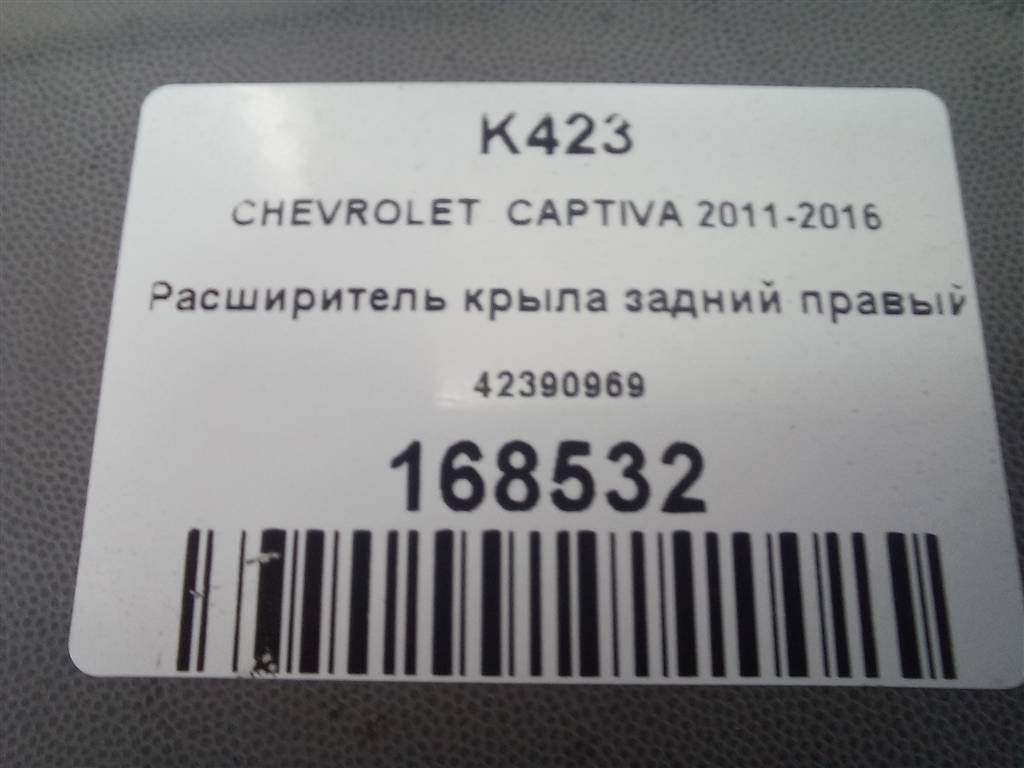 K423
CHEVROLET CAPTIVA 2011-2016
Расширитель крыла задний правый
42390969
168532